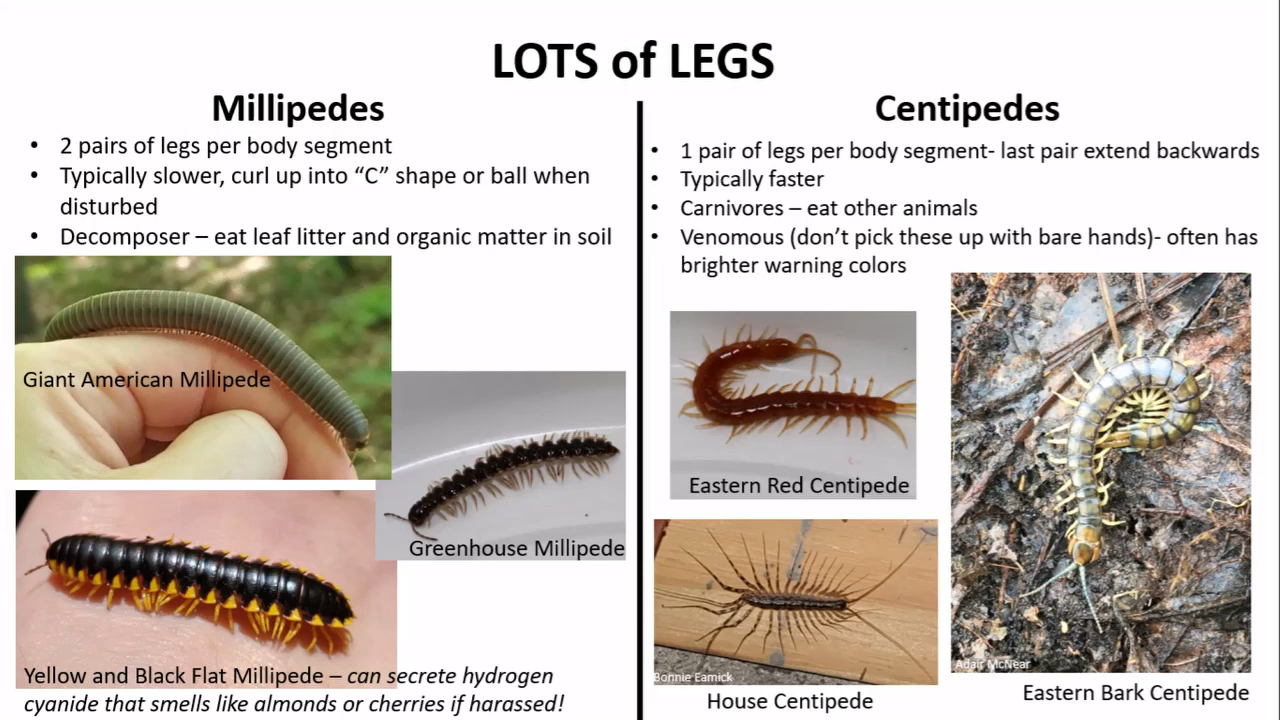 LOTS of LEGS
Millipedes
• 2 pairs of legs per body segment
• Typically slower, curl up into “C” shape or ball when
disturbed
• Decomposer – eat leaf litter and organic matter in soil
Giant American Millipede
Greenhouse Millipede
Yellow and Black Flat Millipede – can secrete hydrogen
cyanide that smells like almonds or cherries if harassed!
Centipedes
• 1 pair of legs per body segment- last pair extend backwards
• Typically faster
• Carnivores – eat other animals
• Venomous (don’t pick these up with bare hands)- often has
brighter warning colors
Eastern Red Centipede
Bonnie Eamick
House Centipede
Adair McNear
Eastern Bark Centipede